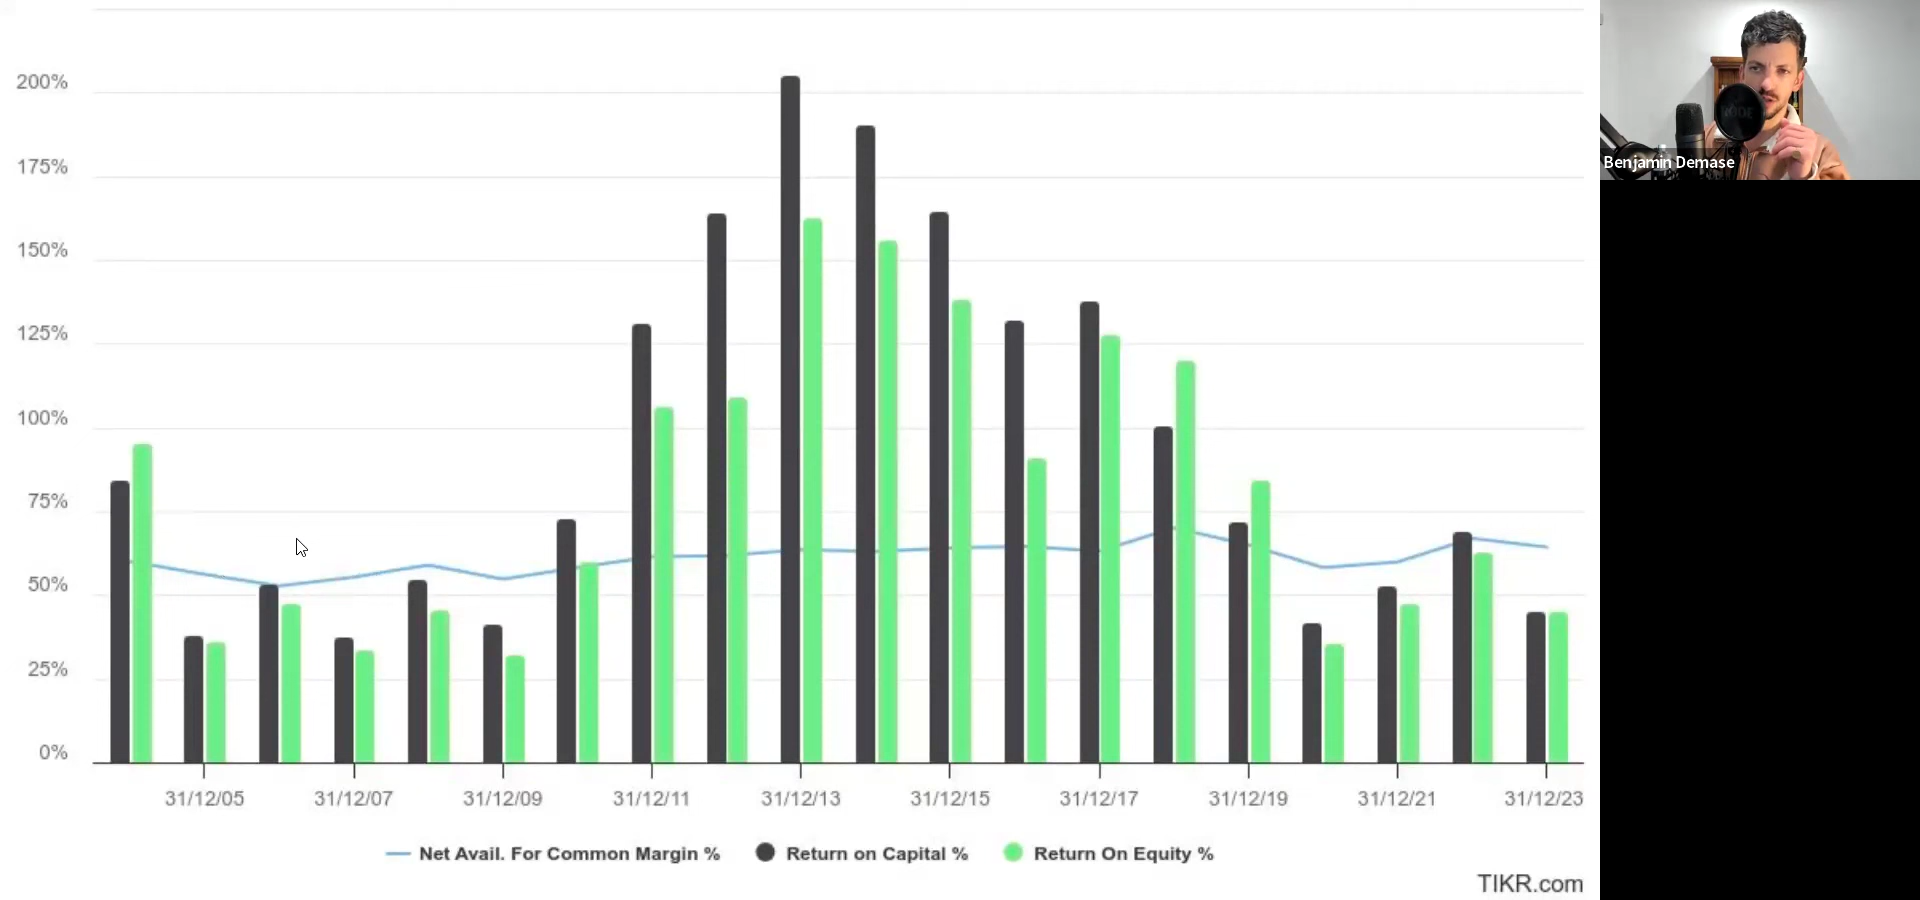 200%
175%
150%
125%
100%
75%
50%
25%
0%
31/12/05 31/12/07 31/12/09 31/12/11 31/12/13 31/12/15 31/12/17 31/12/19 31/12/21 31/12/23
Net Avail. For Common Margin % Return on Capital % Return On Equity %
TIKR.com
RODE
Benjamin Demase